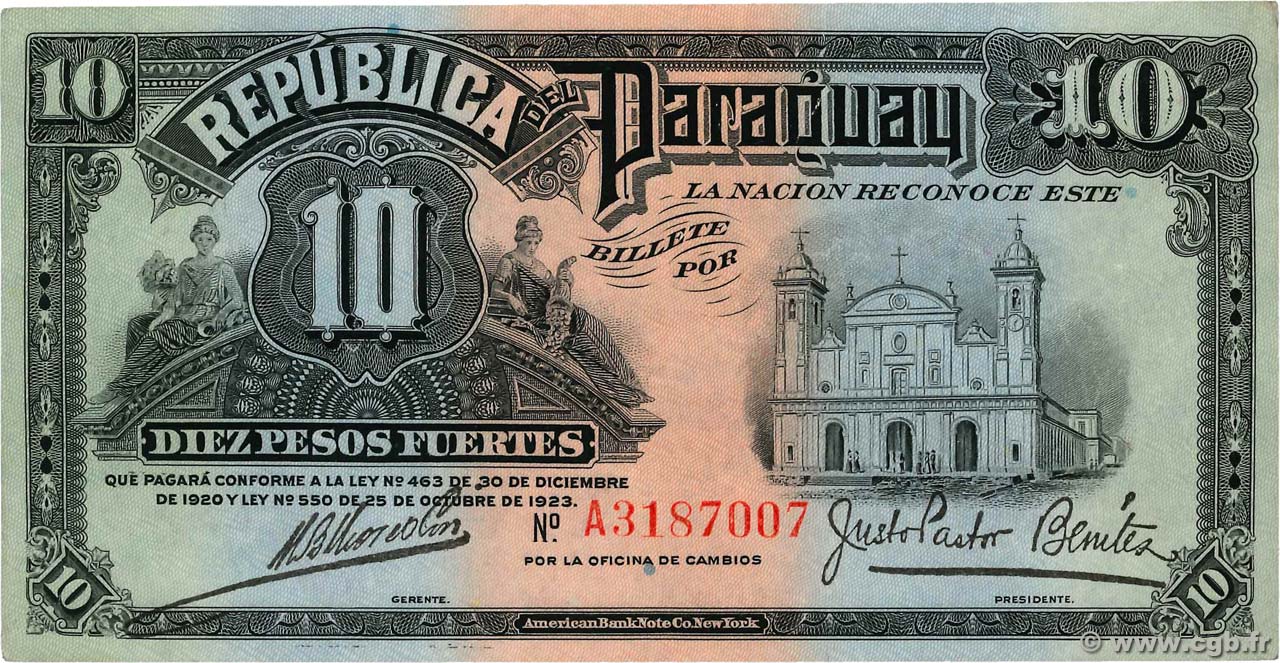 10 REPÚBLICA DEL Paraguay 10
LA NACION RECONOCE ESTE
BILLETE
POR
10
DIEZ PESOS FUERTES
QUE PAGARÁ CONFORME A LA LEY Nº 463 DE 30 DE DICIEMBRE
DE 1920 Y LEY Nº 550 DE 25 DE OCTUBRE DE 1923.
Nº A3187007
Justo Pastor Benítez
POR LA OFICINA DE CAMBIOS
10
10
GERENTE.
PRESIDENTE.
American Bank Note Co. New York
© www.cgb.fr